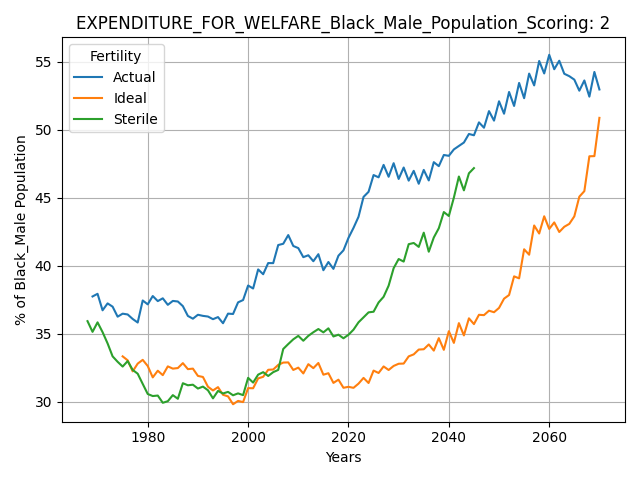 EXPENDITURE_FOR_WELFARE_Black_Male_Population_Scoring: 2
Fertility
Actual
Ideal
Sterile
% of Black_Male Population
55
50
45
40
35
30
1980
2000
2020
2040
2060
Years